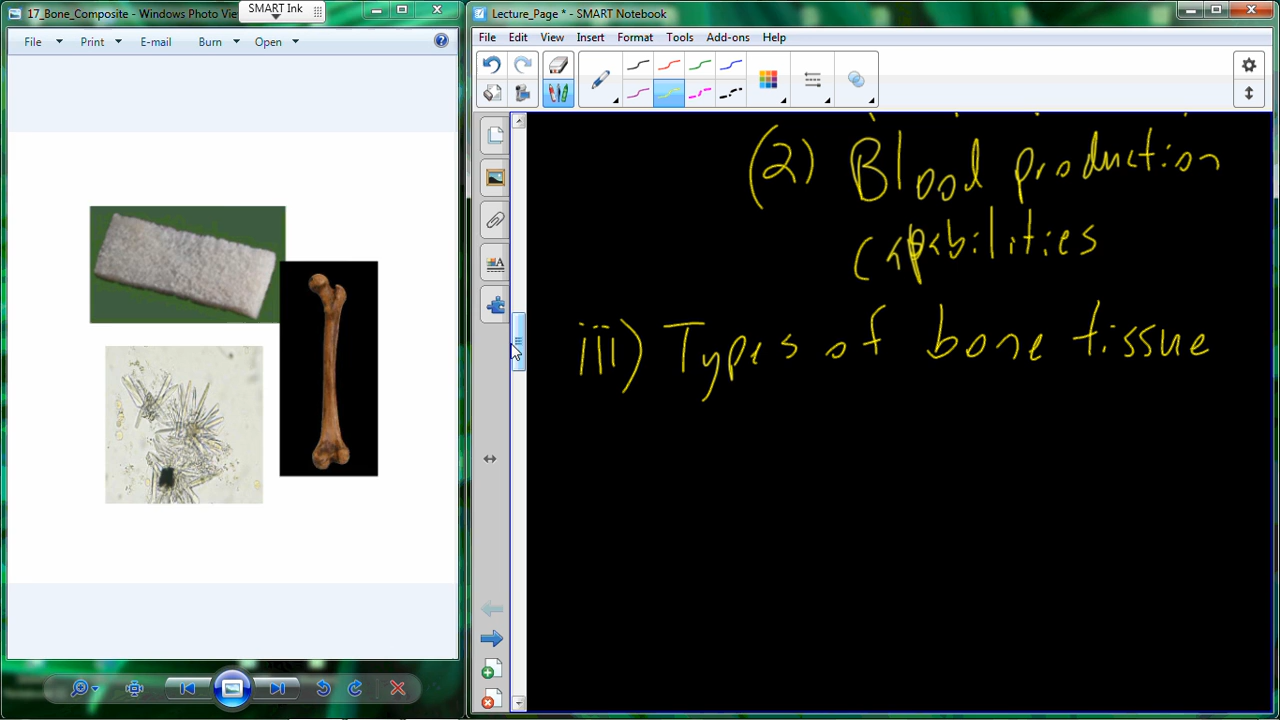 17_Bone_Composite - Windows Photo Vie
SMART Ink
File Print E-mail Burn Open
Lecture_Page * - SMART Notebook
File Edit View Insert Format Tools Add-ons Help
(2) Blood production
capabilities
iii) Types of bone tissue